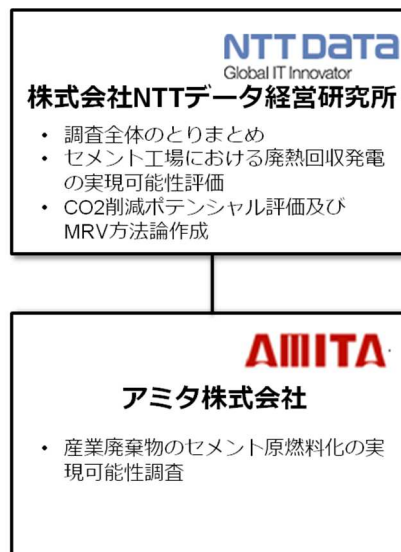 NTT DATA
Global IT Innovator
株式会社NTTデータ経営研究所
• 調査全体のとりまとめ
• セメント工場における廃熱回収発電
の実現可能性評価
• CO2削減ポテンシャル評価及び
MRV方法論作成
AMITA
アミタ株式会社
• 産業廃棄物のセメント原燃料化の実
現可能性調査